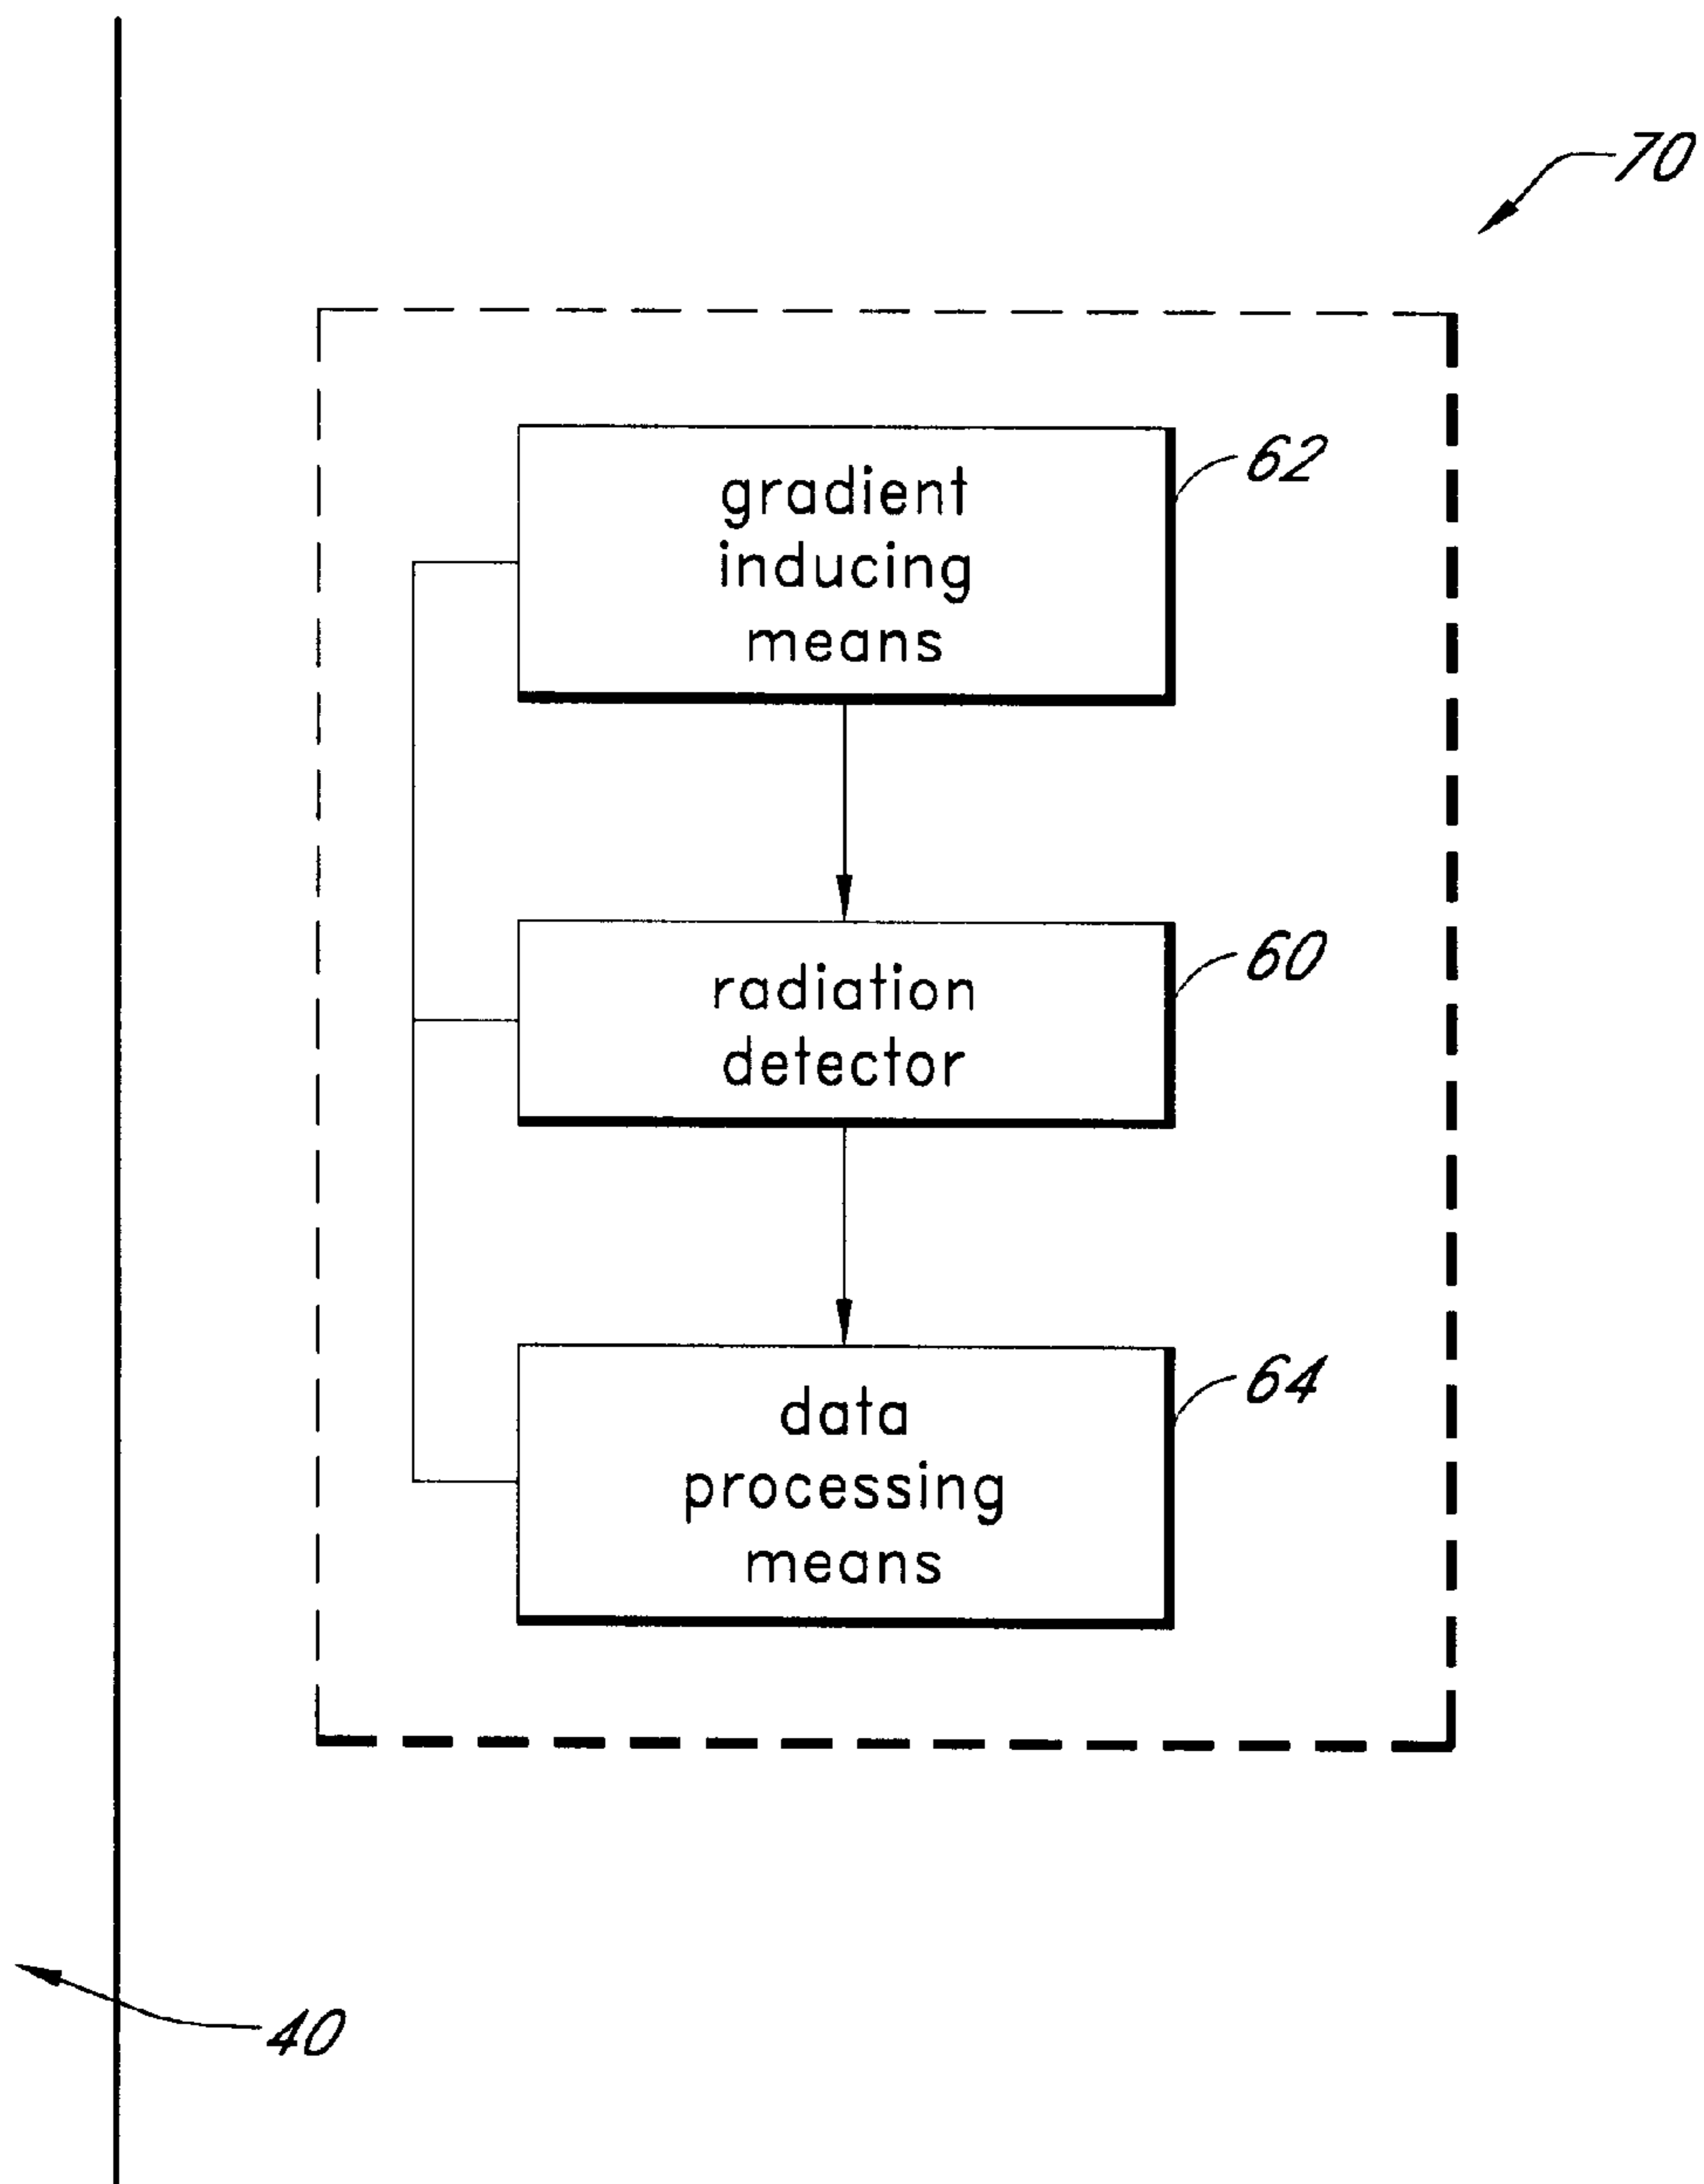 70
gradient
inducing
means
62
radiation
detector
60
data
processing
means
64
40